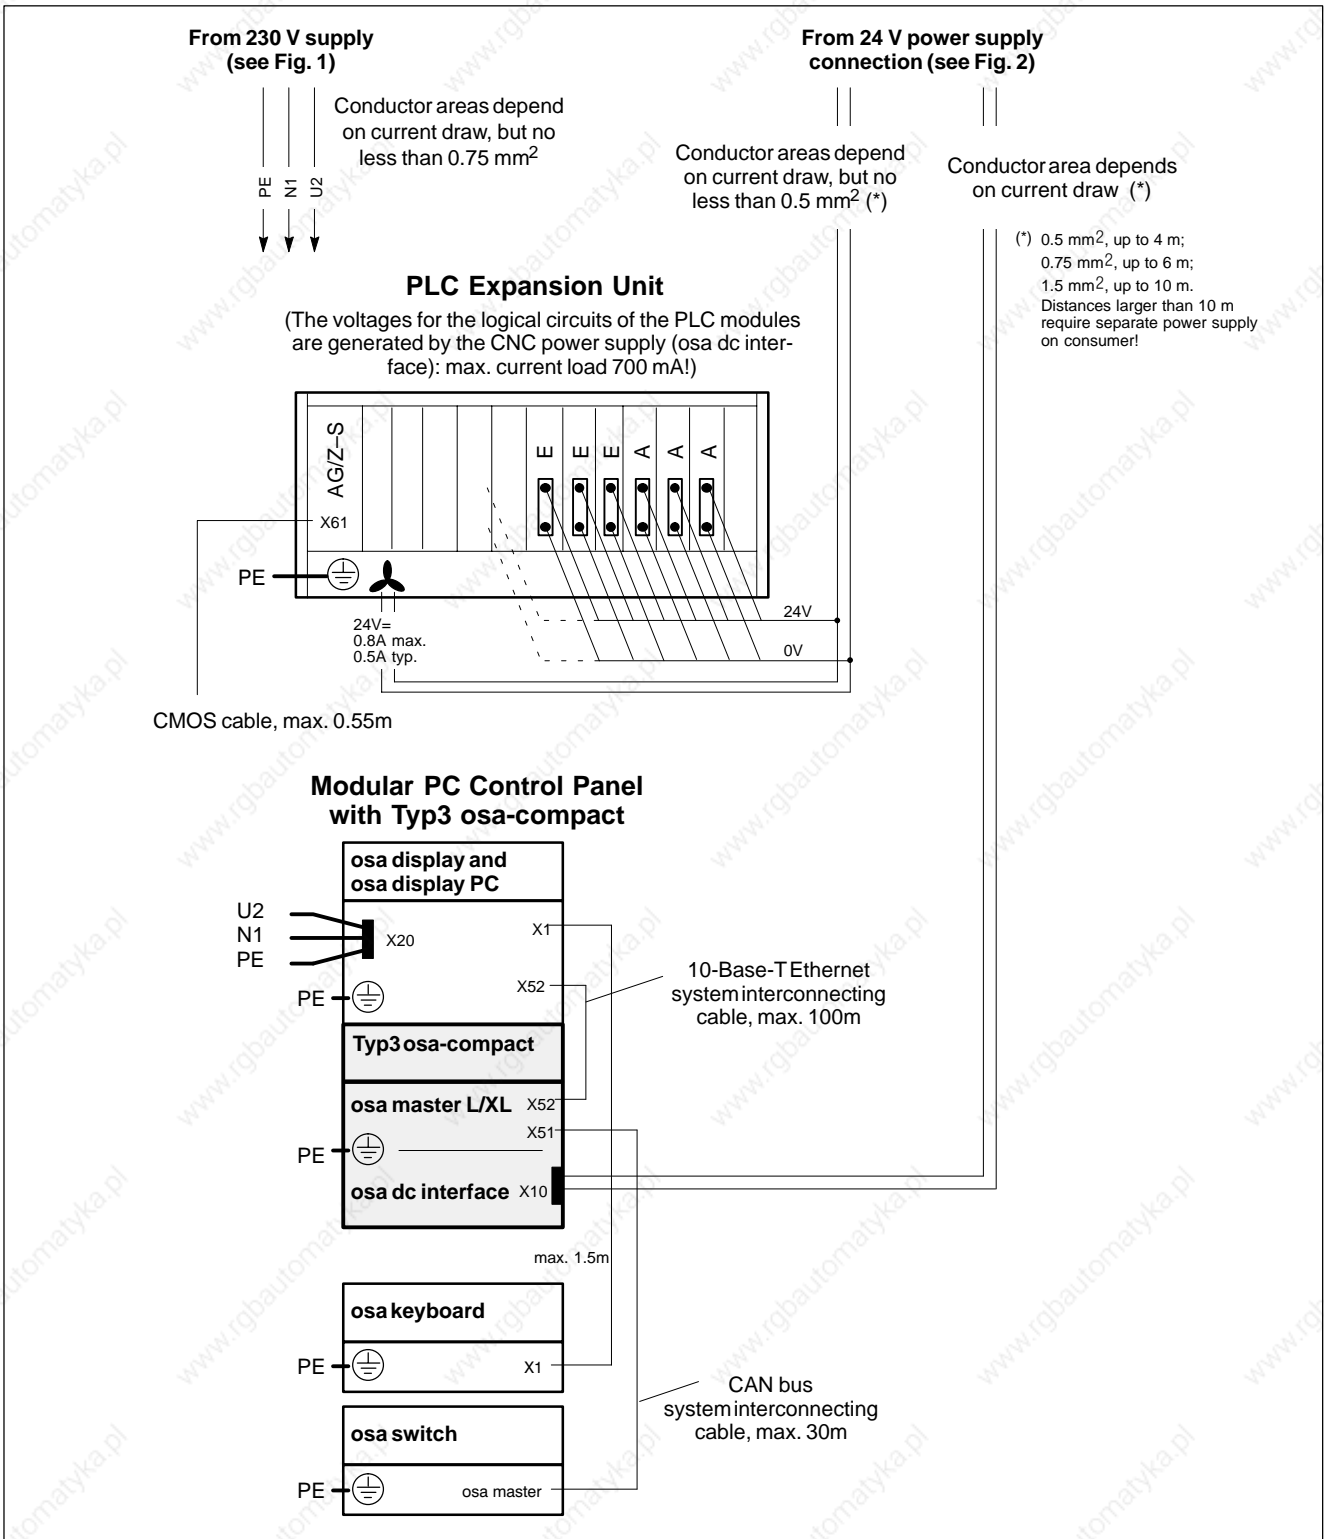 From 230 V supply
(see Fig. 1)
From 24 V power supply
connection (see Fig. 2)
Conductor areas depend
on current draw, but no
less than 0.75 mm2
PE
N1
U2
Conductor areas depend
on current draw, but no
less than 0.5 mm2 (*)
Conductor area depends
on current draw (*)
(*) 0.5 mm2, up to 4 m;
0.75 mm2, up to 6 m;
1.5 mm2, up to 10 m.
Distances larger than 10 m
require separate power supply
on consumer!
PLC Expansion Unit
(The voltages for the logical circuits of the PLC modules
are generated by the CNC power supply (osa dc inter-
face): max. current load 700 mA!)
AG/Z–S
E
E
E
A
A
A
X61
PE
24V=
0.8A max.
0.5A typ.
24V
0V
CMOS cable, max. 0.55m
Modular PC Control Panel
with Typ3 osa-compact
osa display and
osa display PC
U2
N1
PE
X20
X1
X52
PE
10-Base-T Ethernet
system interconnecting
cable, max. 100m
Typ3 osa-compact
osa master L/XL
X52
X51
PE
osa dc interface
X10
max. 1.5m
osa keyboard
PE
X1
CAN bus
system interconnecting
cable, max. 30m
osa switch
PE
osa master
www.rgbautomatyka.pl